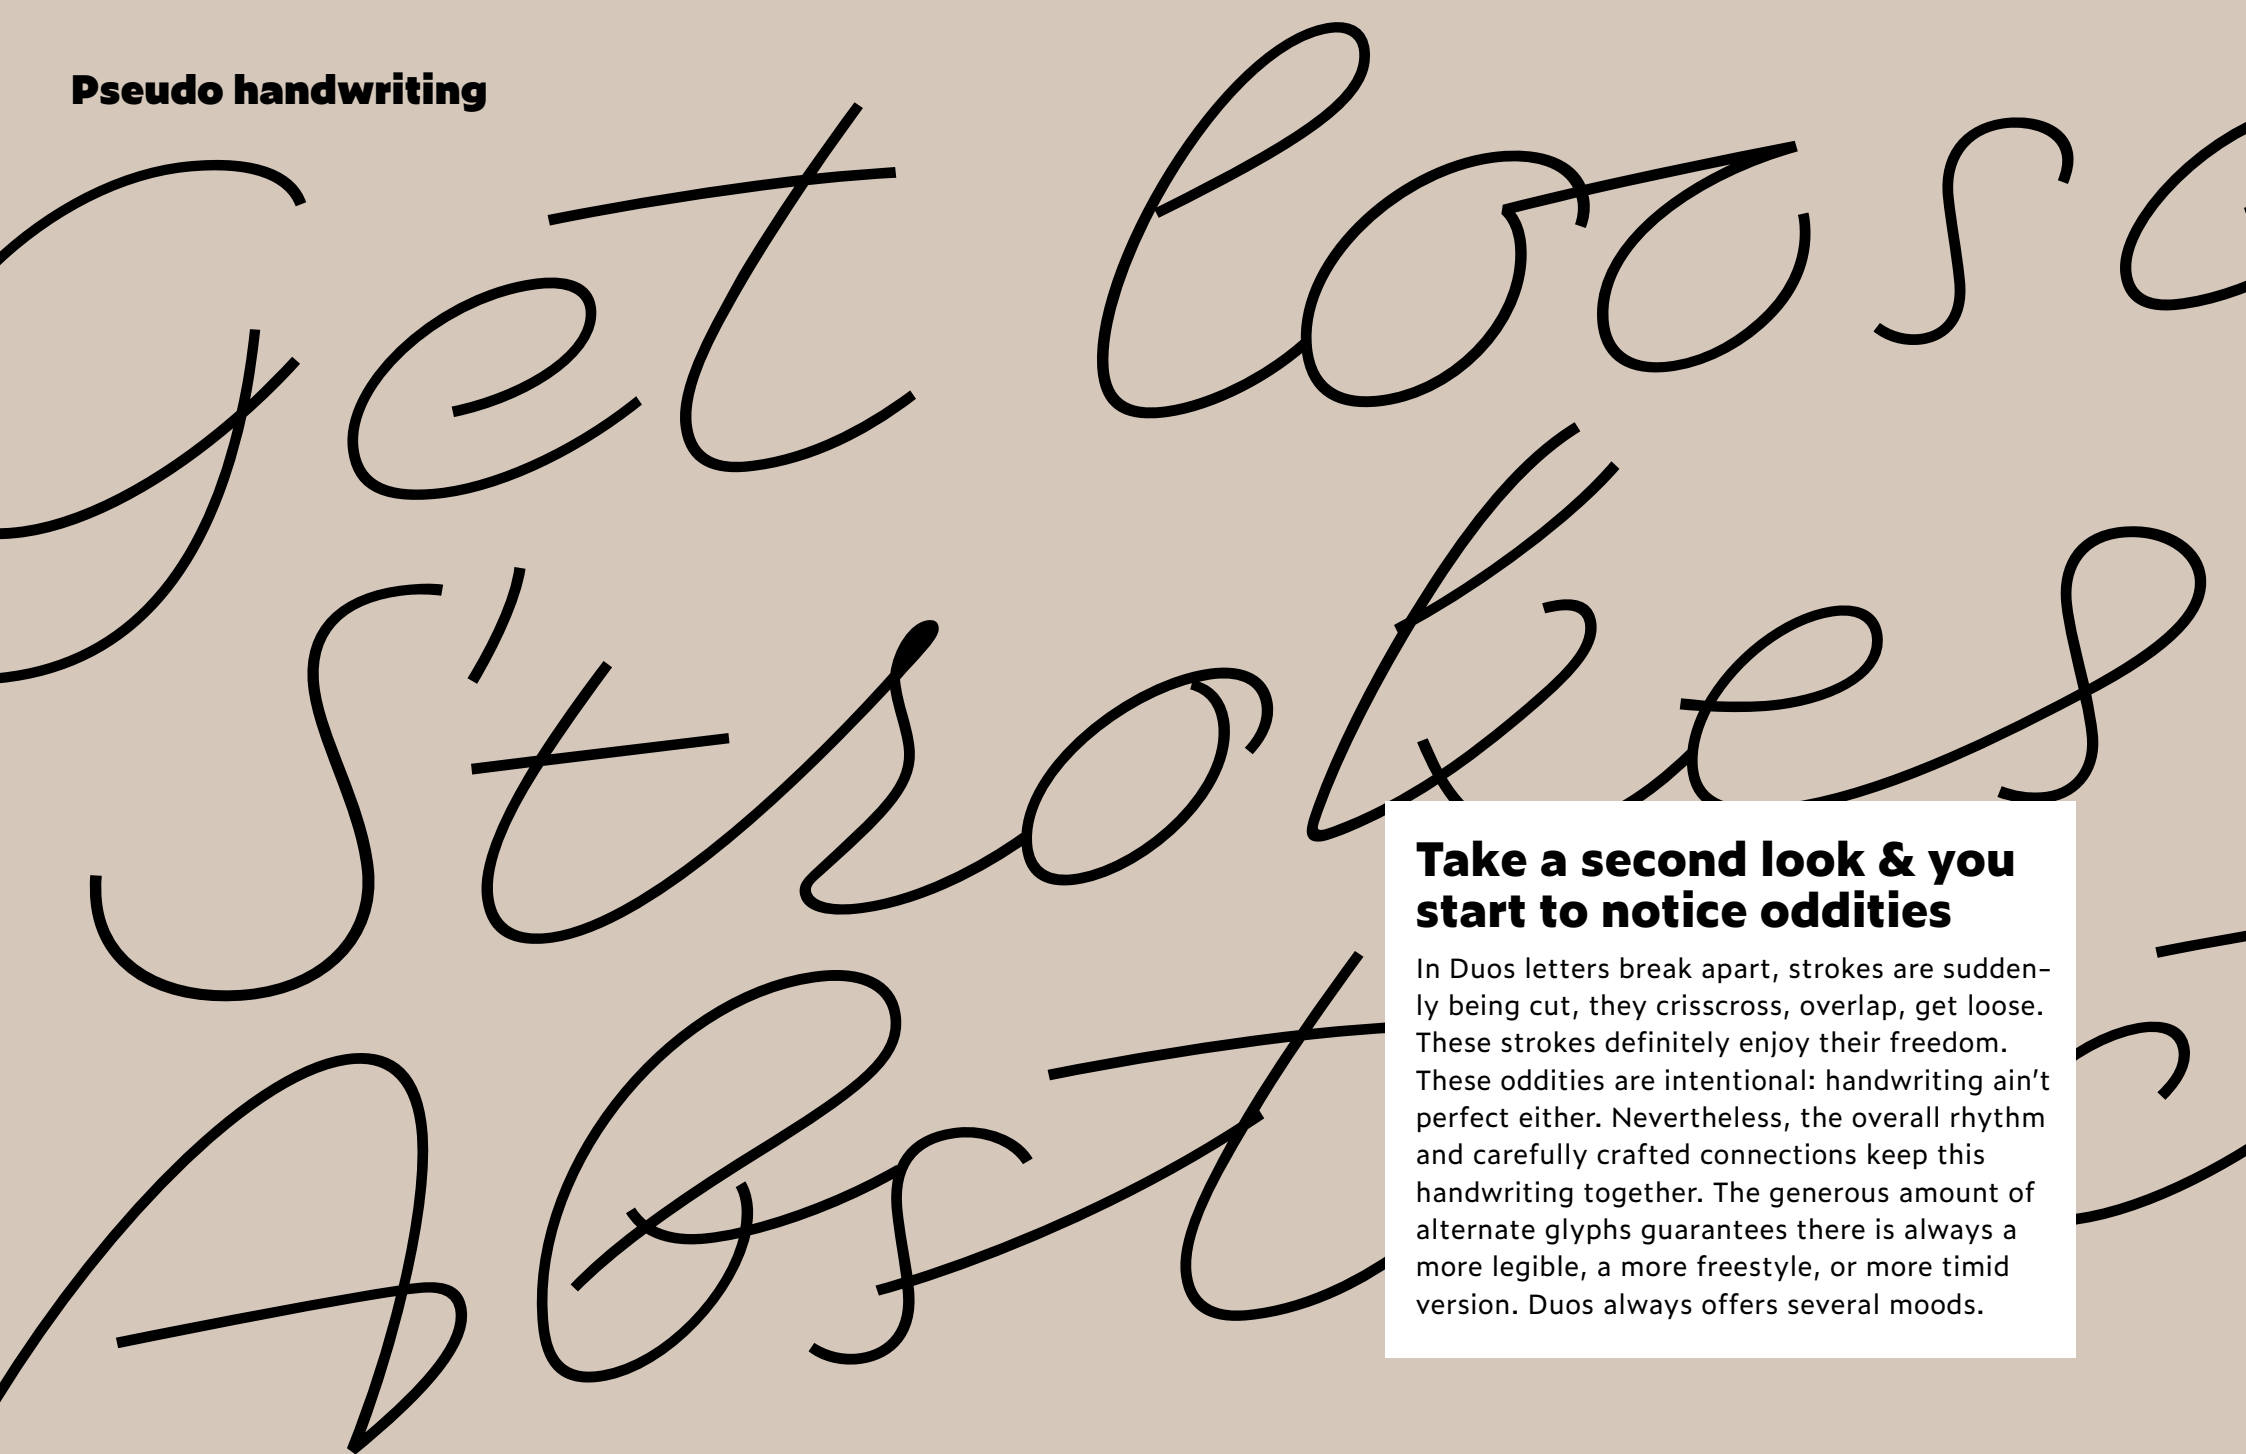 Pseudo handwriting
Get loose
Strokes
Abst
Take a second look & you
start to notice oddities
In Duos letters break apart, strokes are sudden-
ly being cut, they crisscross, overlap, get loose.
These strokes definitely enjoy their freedom.
These oddities are intentional: handwriting ain’t
perfect either. Nevertheless, the overall rhythm
and carefully crafted connections keep this
handwriting together. The generous amount of
alternate glyphs guarantees there is always a
more legible, a more freestyle, or more timid
version. Duos always offers several moods.